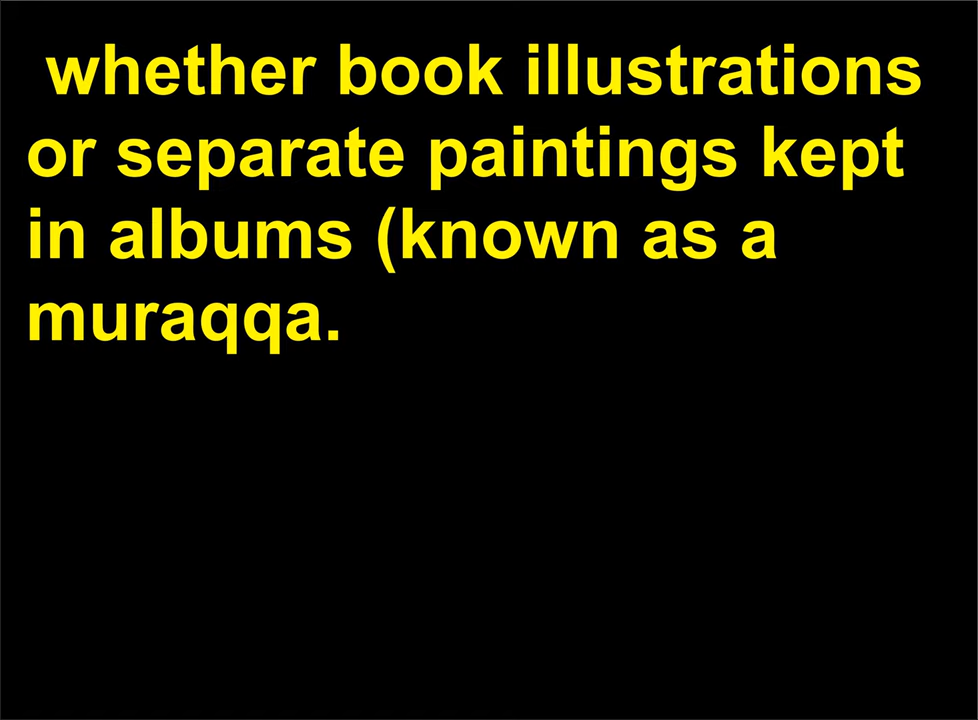 whether book illustrations
or separate paintings kept
in albums (known as a
muraqqa.